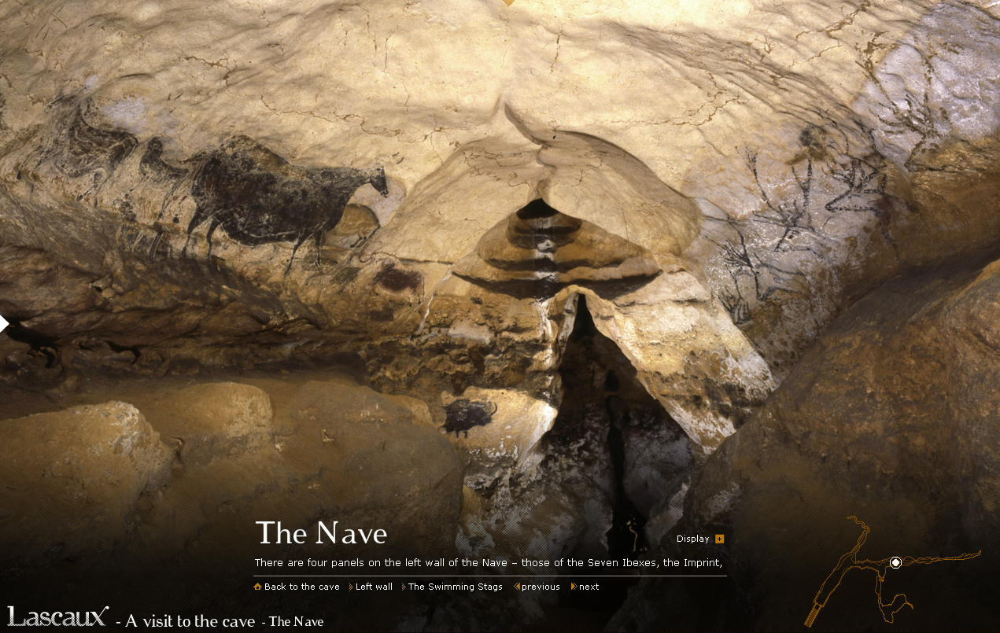 The Nave
Display +
There are four panels on the left wall of the Nave – those of the Seven Ibexes, the Imprint,
Back to the cave Left wall The Swimming Stags previous next
Lascaux - A visit to the cave - The Nave